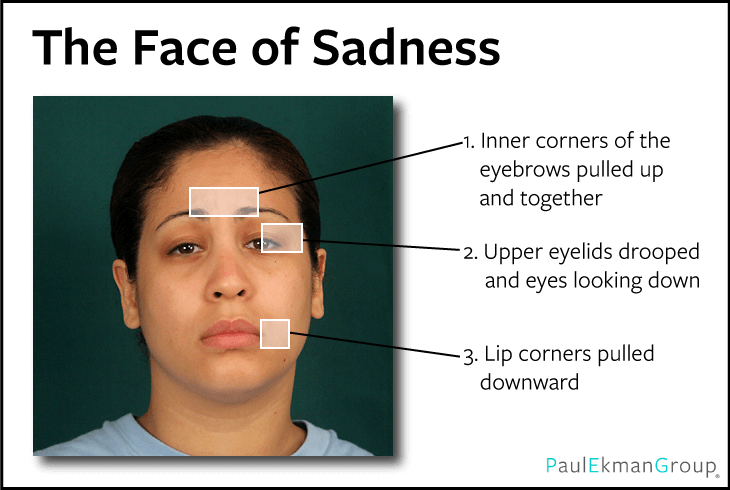 The Face of Sadness
1. Inner corners of the
eyebrows pulled up
and together
2. Upper eyelids drooped
and eyes looking down
3. Lip corners pulled
downward
PaulEkmanGroup®